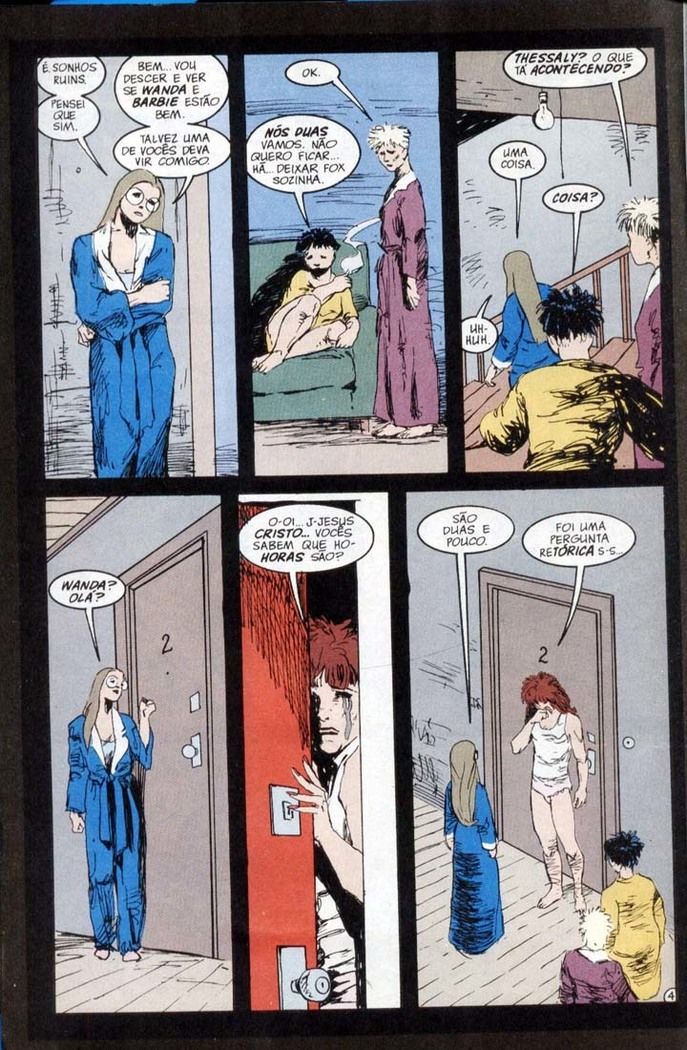 É, SONHOS
RUINS.
PENSEI
QUE
SIM.
BEM... VOU
DESCER E VER
SE WANDA E
BARBIE ESTÃO
BEM.
TALVEZ UMA
DE VOCÊS DEVA
VIR COMIGO.
OK.
NÓS DUAS
VAMOS. NÃO
QUERO FICAR...
HÃ... DEIXAR FOX
SOZINHA.
THESSALY? O QUE
TÁ ACONTECENDO?
UMA
COISA.
COISA?
UH-
HUH.
WANDA?
OLÁ?
2
O-OI... J-JESUS
CRISTO... VOCÊS
SABEM QUE HO-
HORAS SÃO?
SÃO
DUAS E
POUCO.
FOI UMA
PERGUNTA
RETÓRICA S-S...
2
4